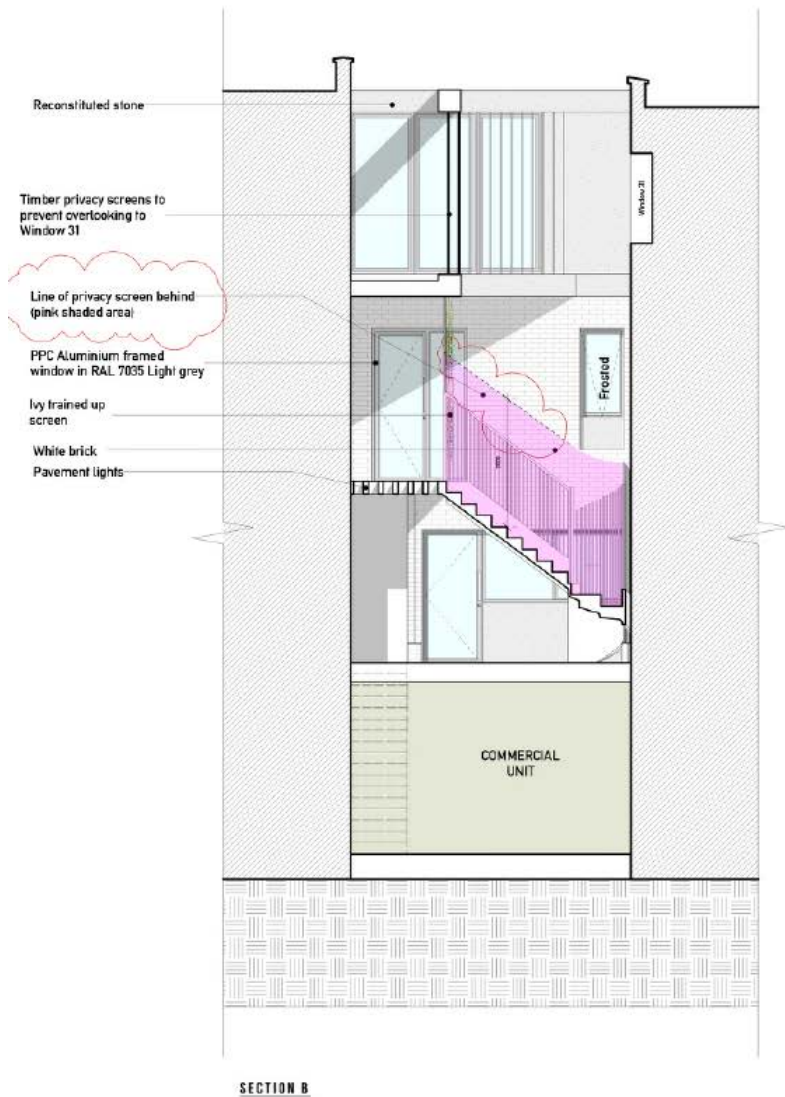 Reconstituted stone
Timber privacy screens to
prevent overlooking to
Window 31
Window 31
Line of privacy screen behind
(pink shaded area)
PPC Aluminium framed
window in RAL 7035 Light grey
Frosted
Ivy trained up
screen
White brick
Pavement lights
COMMERCIAL
UNIT
SECTION B